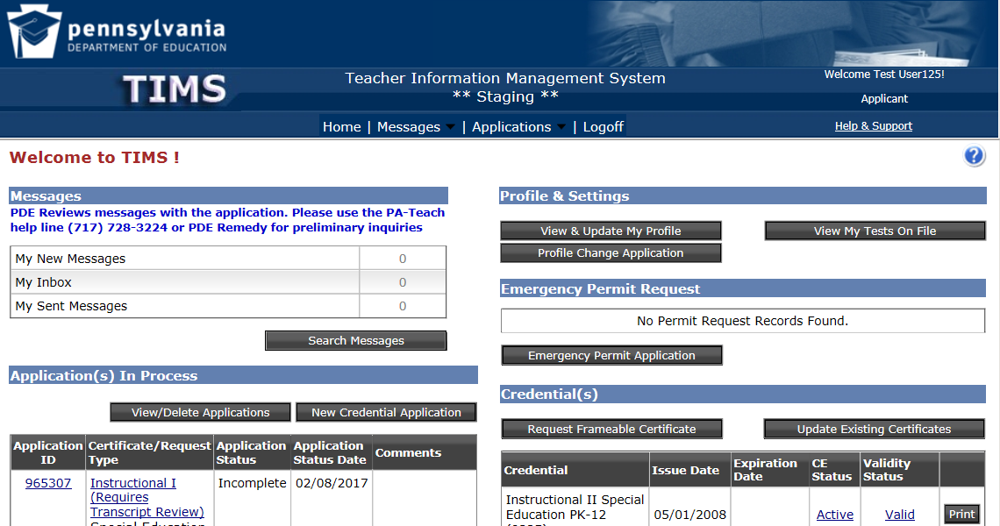 pennsylvania
DEPARTMENT OF EDUCATION
TIMS
Teacher Information Management System
** Staging **
Welcome Test User125!
Applicant
Home | Messages | Applications | Logoff
Help & Support
Welcome to TIMS !
?
Messages
PDE Reviews messages with the application. Please use the PA-Teach
help line (717) 728-3224 or PDE Remedy for preliminary inquiries
My New Messages 0
My Inbox 0
My Sent Messages 0
Search Messages
Application(s) In Process
View/Delete Applications New Credential Application
Application ID Certificate/Request Type Application Status Application Status Date Comments
965307 Instructional I Incomplete 02/08/2017
(Requires
Transcript Review)
Special Education
Profile & Settings
View & Update My Profile View My Tests On File
Profile Change Application
Emergency Permit Request
No Permit Request Records Found.
Emergency Permit Application
Credential(s)
Request Frameable Certificate Update Existing Certificates
Credential Issue Date Expiration Date CE Status Validity Status
Instructional II Special
Education PK-12 05/01/2008 Active Valid Print